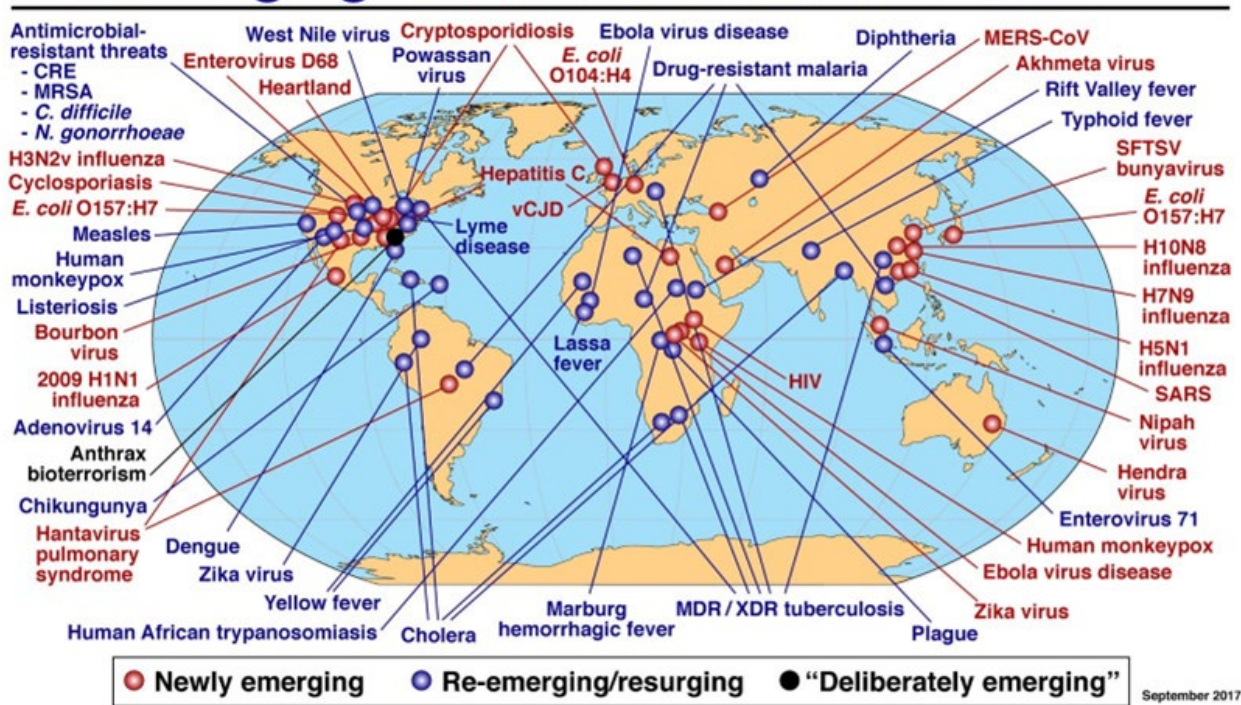 Antimicrobial-
resistant threats
- CRE
- MRSA
- C. difficile
- N. gonorrhoeae
H3N2v influenza
Cyclosporiasis
E. coli O157:H7
Measles
Human
monkeypox
Listeriosis
Bourbon
virus
2009 H1N1
influenza
Adenovirus 14
Anthrax
bioterrorism
Chikungunya
Hantavirus
pulmonary
syndrome
Dengue
Zika virus
Yellow fever
Human African trypanosomiasis
Cholera
Enterovirus D68
Heartland
West Nile virus
Powassan
virus
Cryptosporidiosis
E. coli
O104:H4
Ebola virus disease
Drug-resistant malaria
Hepatitis C
vCJD
Lyme
disease
Lassa
fever
HIV
Diphtheria
MERS-CoV
Akhmeta virus
Rift Valley fever
Typhoid fever
SFTSV
bunyavirus
E. coli
O157:H7
H10N8
influenza
H7N9
influenza
H5N1
influenza
SARS
Nipah
virus
Hendra
virus
Enterovirus 71
Human monkeypox
Ebola virus disease
Zika virus
Plague
MDR / XDR tuberculosis
Marburg
hemorrhagic fever
Newly emerging
Re-emerging/resurging
“Deliberately emerging”
September 2017